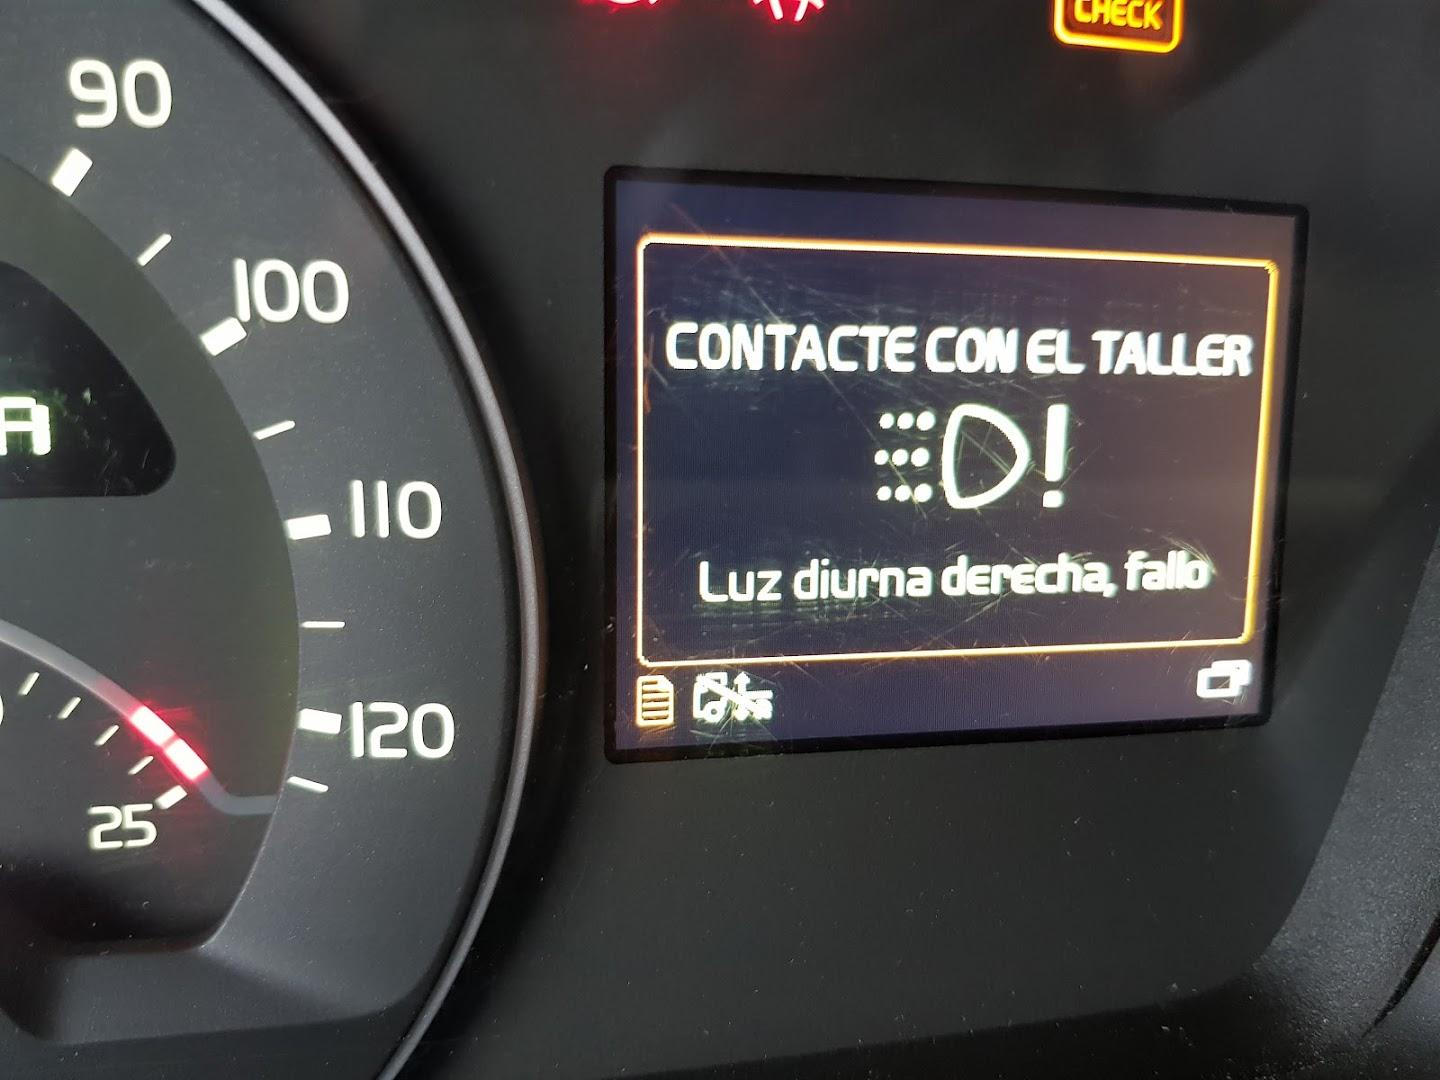 CHECK
90
100
A
110
120
25
CONTACTE CON EL TALLER
!
Luz diurna derecha, fallo